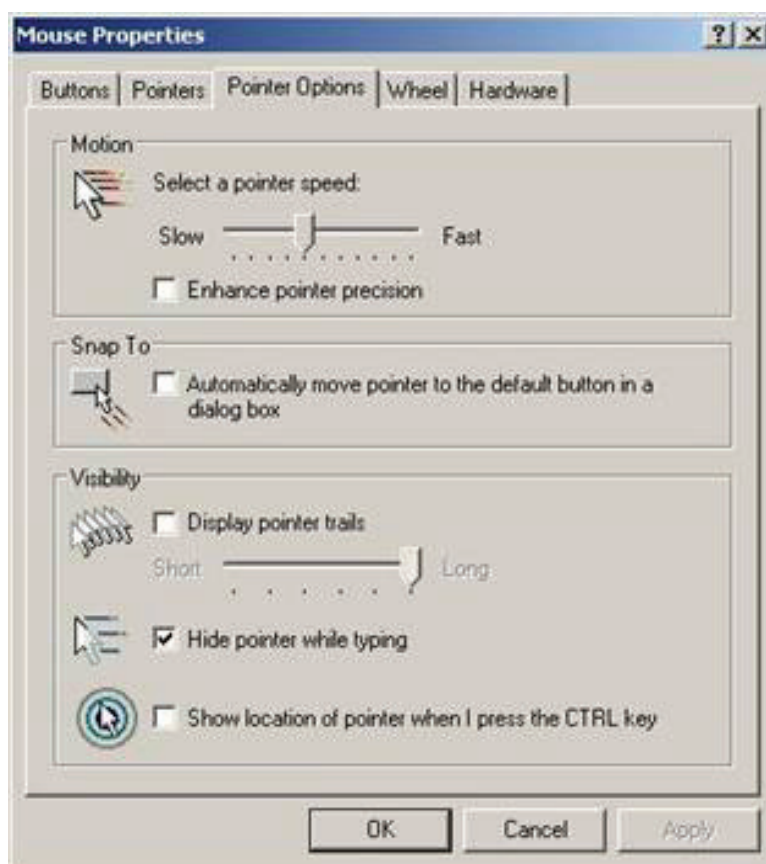 Mouse Properties
Buttons Pointers Pointer Options Wheel Hardware
Motion
Select a pointer speed:
Slow Fast
Enhance pointer precision
Snap To
Automatically move pointer to the default button in a
dialog box
Visibility
Display pointer trails
Short Long
Hide pointer while typing
Show location of pointer when I press the CTRL key
OK Cancel Apply